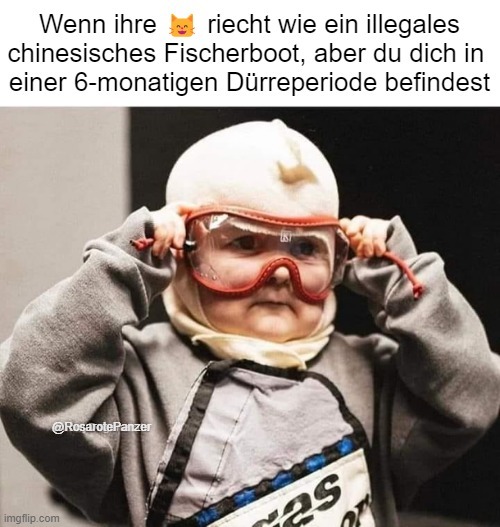 Wenn ihre 😸 riecht wie ein illegales
chinesisches Fischerboot, aber du dich in
einer 6-monatigen Dürreperiode befindest
@RosarotePanzer
imgflip.com